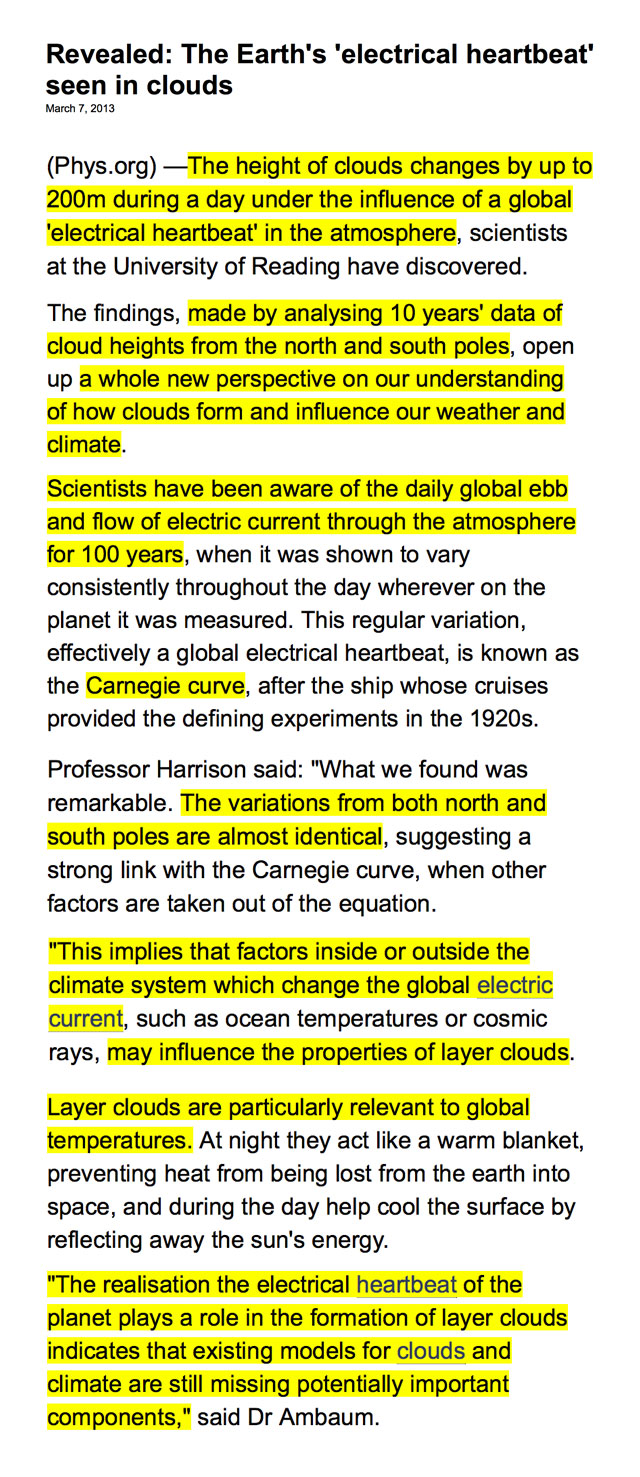 Revealed: The Earth's 'electrical heartbeat'
seen in clouds
March 7, 2013
(Phys.org) —The height of clouds changes by up to
200m during a day under the influence of a global
'electrical heartbeat' in the atmosphere, scientists
at the University of Reading have discovered.
The findings, made by analysing 10 years' data of
cloud heights from the north and south poles, open
up a whole new perspective on our understanding
of how clouds form and influence our weather and
climate.
Scientists have been aware of the daily global ebb
and flow of electric current through the atmosphere
for 100 years, when it was shown to vary
consistently throughout the day wherever on the
planet it was measured. This regular variation,
effectively a global electrical heartbeat, is known as
the Carnegie curve, after the ship whose cruises
provided the defining experiments in the 1920s.
Professor Harrison said: "What we found was
remarkable. The variations from both north and
south poles are almost identical, suggesting a
strong link with the Carnegie curve, when other
factors are taken out of the equation.
"This implies that factors inside or outside the
climate system which change the global electric
current, such as ocean temperatures or cosmic
rays, may influence the properties of layer clouds.
Layer clouds are particularly relevant to global
temperatures. At night they act like a warm blanket,
preventing heat from being lost from the earth into
space, and during the day help cool the surface by
reflecting away the sun's energy.
"The realisation the electrical heartbeat of the
planet plays a role in the formation of layer clouds
indicates that existing models for clouds and
climate are still missing potentially important
components," said Dr Ambaum.